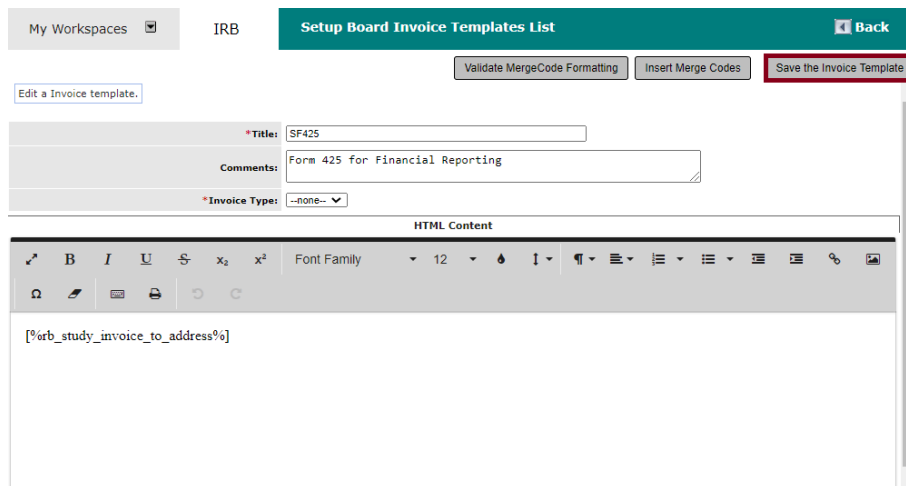 My Workspaces IRB Setup Board Invoice Templates List Back
Validate MergeCode Formatting Insert Merge Codes Save the Invoice Template
Edit a Invoice template.
*Title: SF425
Comments: Form 425 for Financial Reporting
*Invoice Type: --none--
HTML Content
B I U S x₂ x² Font Family 12 ¶
Ω
[%rb_study_invoice_to_address%]